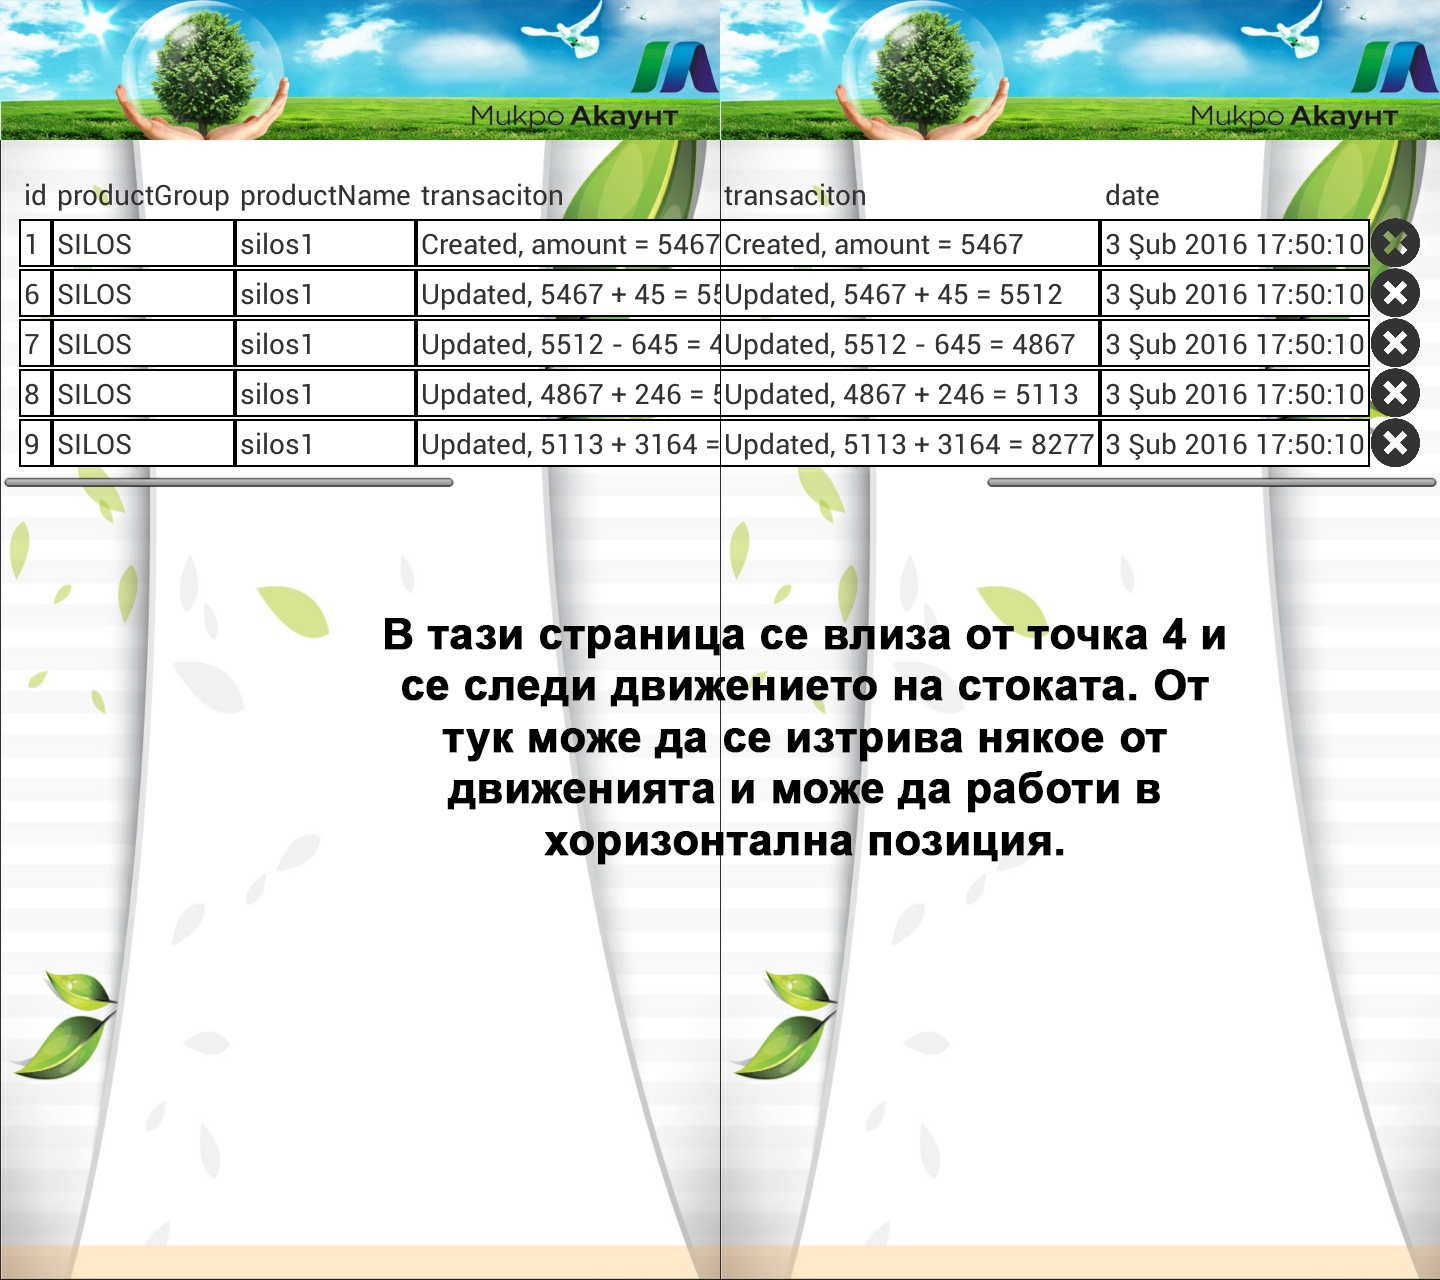 Микро Акаунт
Микро Акаунт
id productGroup productName transaciton
transaciton date
1 SILOS silos1 Created, amount = 5467
Created, amount = 5467 3 Şub 2016 17:50:10
6 SILOS silos1 Updated, 5467 + 45 = 55
Updated, 5467 + 45 = 5512 3 Şub 2016 17:50:10
7 SILOS silos1 Updated, 5512 - 645 = 4
Updated, 5512 - 645 = 4867 3 Şub 2016 17:50:10
8 SILOS silos1 Updated, 4867 + 246 = 5
Updated, 4867 + 246 = 5113 3 Şub 2016 17:50:10
9 SILOS silos1 Updated, 5113 + 3164 =
Updated, 5113 + 3164 = 8277 3 Şub 2016 17:50:10
В тази страница се влиза от точка 4 и
се следи движението на стоката. От
тук може да се изтрива някое от
движенията и може да работи в
хоризонтална позиция.